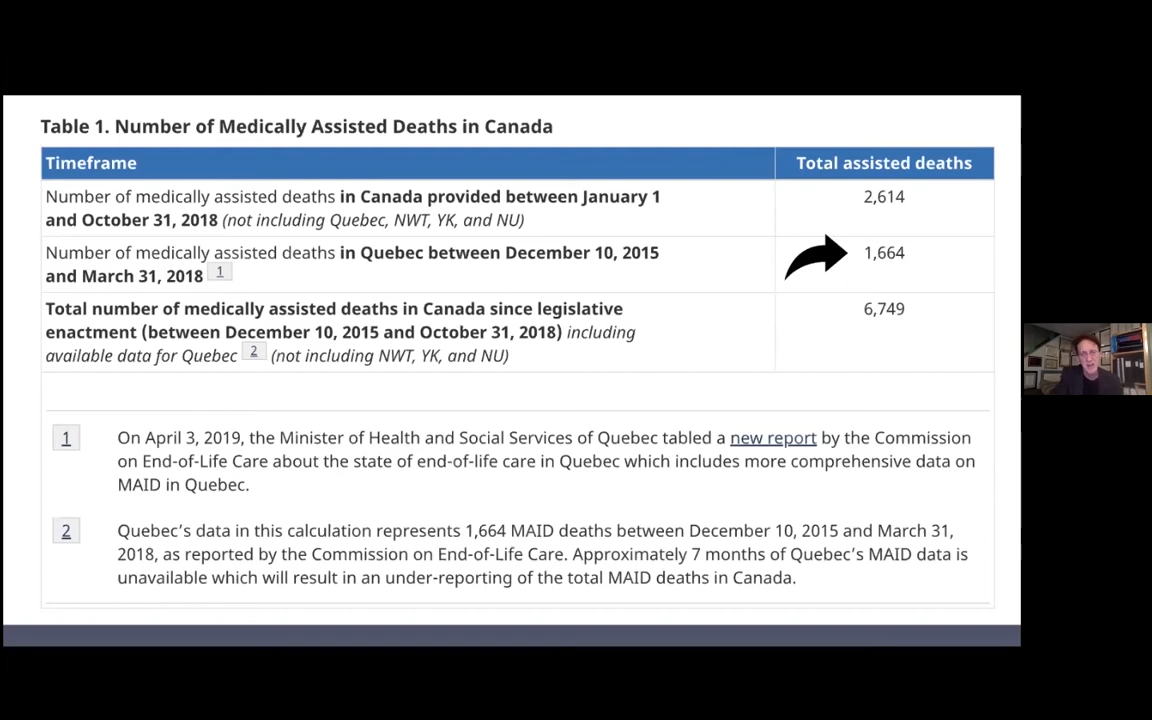 Table 1. Number of Medically Assisted Deaths in Canada
Timeframe
Total assisted deaths
Number of medically assisted deaths in Canada provided between January 1
and October 31, 2018 (not including Quebec, NWT, YK, and NU)
2,614
Number of medically assisted deaths in Quebec between December 10, 2015
and March 31, 2018 1
1,664
Total number of medically assisted deaths in Canada since legislative
enactment (between December 10, 2015 and October 31, 2018) including
available data for Quebec 2 (not including NWT, YK, and NU)
6,749
1
On April 3, 2019, the Minister of Health and Social Services of Quebec tabled a new report by the Commission
on End-of-Life Care about the state of end-of-life care in Quebec which includes more comprehensive data on
MAID in Quebec.
2
Quebec's data in this calculation represents 1,664 MAID deaths between December 10, 2015 and March 31,
2018, as reported by the Commission on End-of-Life Care. Approximately 7 months of Quebec's MAID data is
unavailable which will result in an under-reporting of the total MAID deaths in Canada.